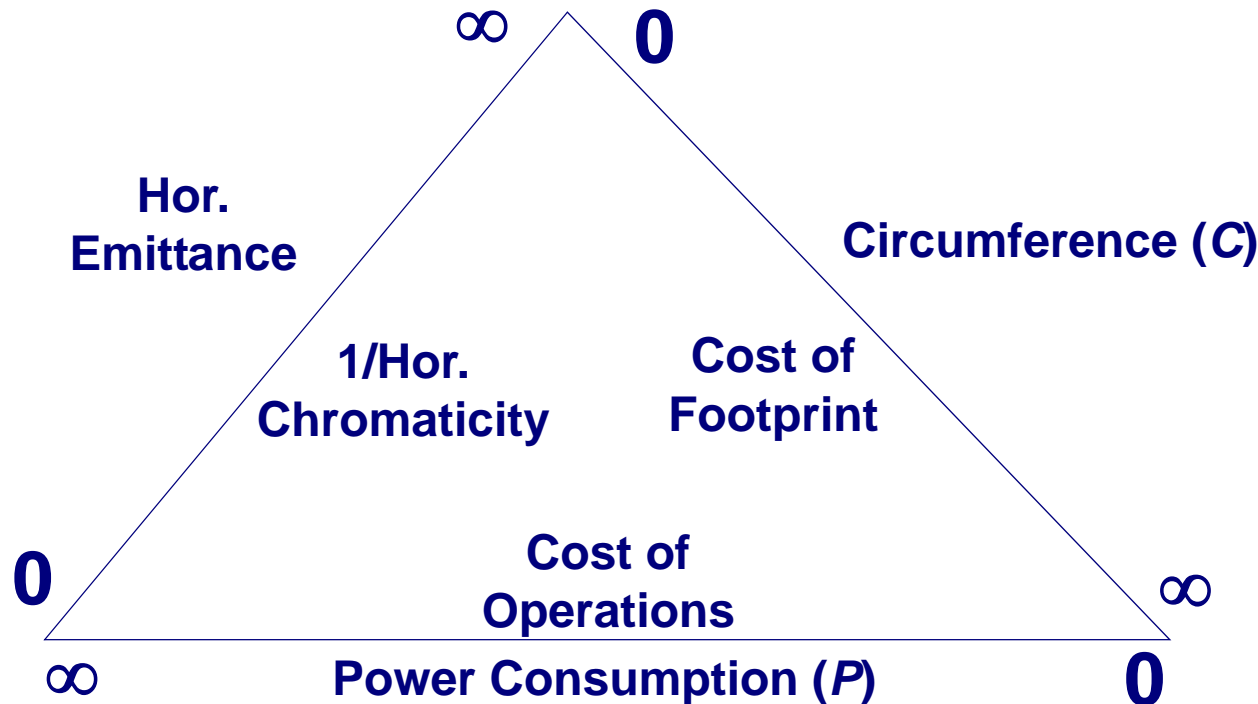 ∞ 0
Hor.
Emittance
Circumference (C)
1/Hor.
Chromaticity
Cost of
Footprint
0
Cost of
Operations
∞
∞
Power Consumption (P)
0